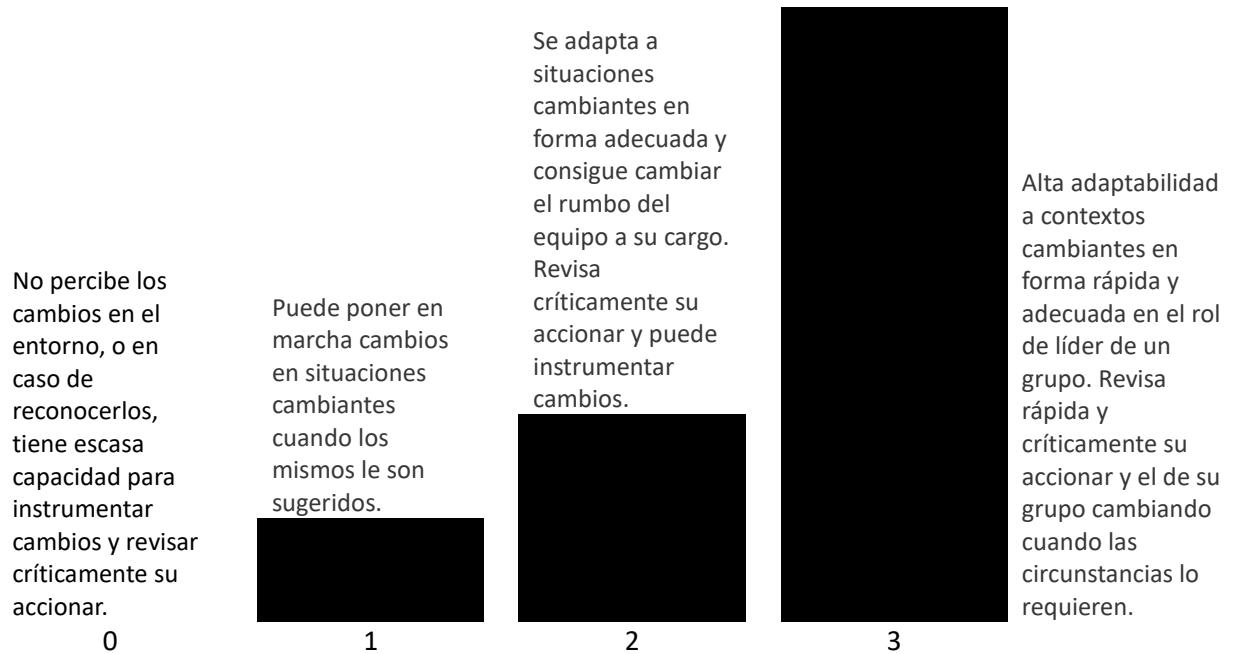 No percibe los
cambios en el
entorno, o en
caso de
reconocerlos,
tiene escasa
capacidad para
instrumentar
cambios y revisar
críticamente su
accionar.
0
Puede poner en
marcha cambios
en situaciones
cambiantes
cuando los
mismos le son
sugeridos.
1
Se adapta a
situaciones
cambiantes en
forma adecuada y
consigue cambiar
el rumbo del
equipo a su cargo.
Revisa
críticamente su
accionar y puede
instrumentar
cambios.
2
3
Alta adaptabilidad
a contextos
cambiantes en
forma rápida y
adecuada en el rol
de líder de un
grupo. Revisa
rápida y
críticamente su
accionar y el de su
grupo cambiando
cuando las
circunstancias lo
requieren.